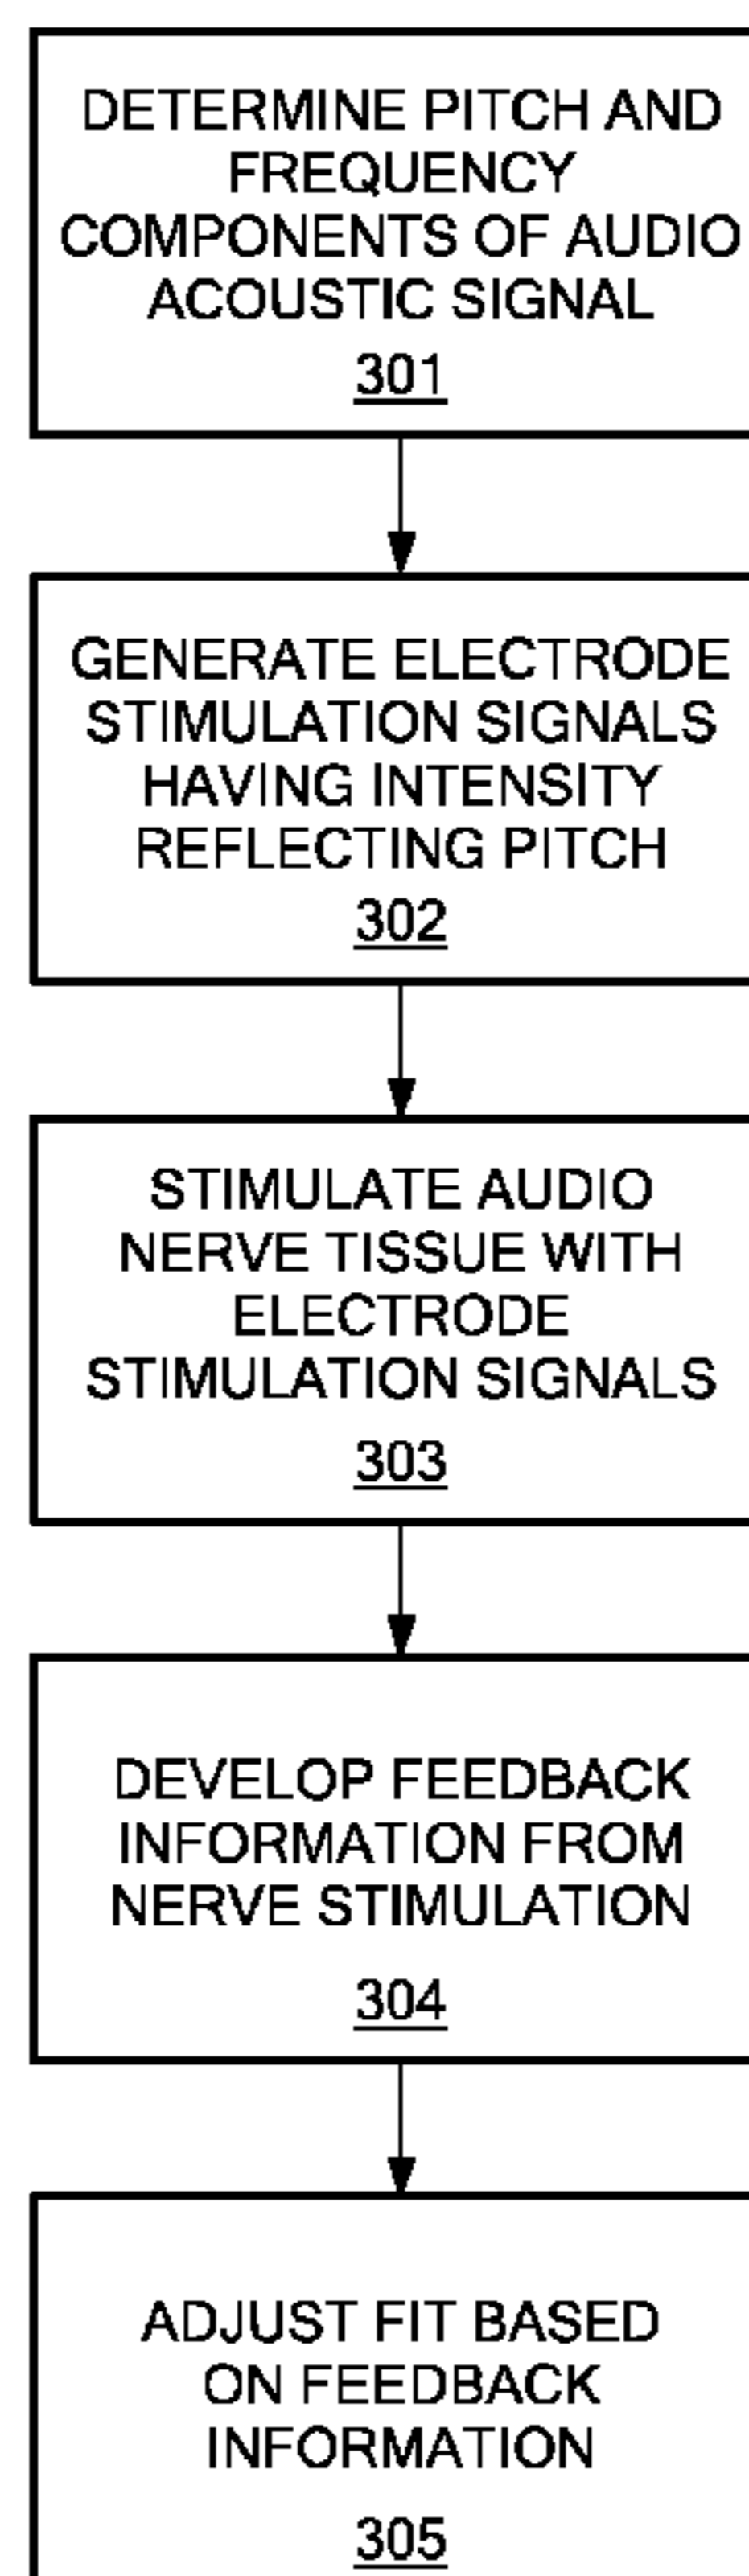 DETERMINE PITCH AND
FREQUENCY
COMPONENTS OF AUDIO
ACOUSTIC SIGNAL
301
GENERATE ELECTRODE
STIMULATION SIGNALS
HAVING INTENSITY
REFLECTING PITCH
302
STIMULATE AUDIO
NERVE TISSUE WITH
ELECTRODE
STIMULATION SIGNALS
303
DEVELOP FEEDBACK
INFORMATION FROM
NERVE STIMULATION
304
ADJUST FIT BASED
ON FEEDBACK
INFORMATION
305